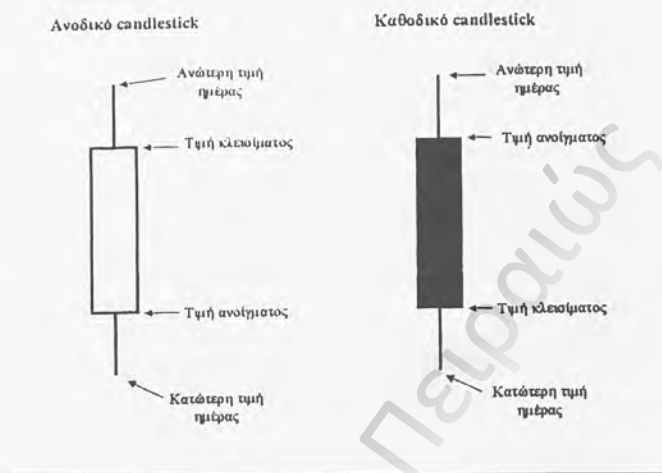 Ανοδικό candlestick
Ανώτερη τιμή
ημέρας
Τιμή κλεισίματος
Τιμή ανοίγματος
Κατώτερη τιμή
ημέρας
Καθοδικό candlestick
Ανώτερη τιμή
ημέρας
Τιμή ανοίγματος
Τιμή κλεισίματος
Κατώτερη τιμή
ημέρας
Πειραιώς